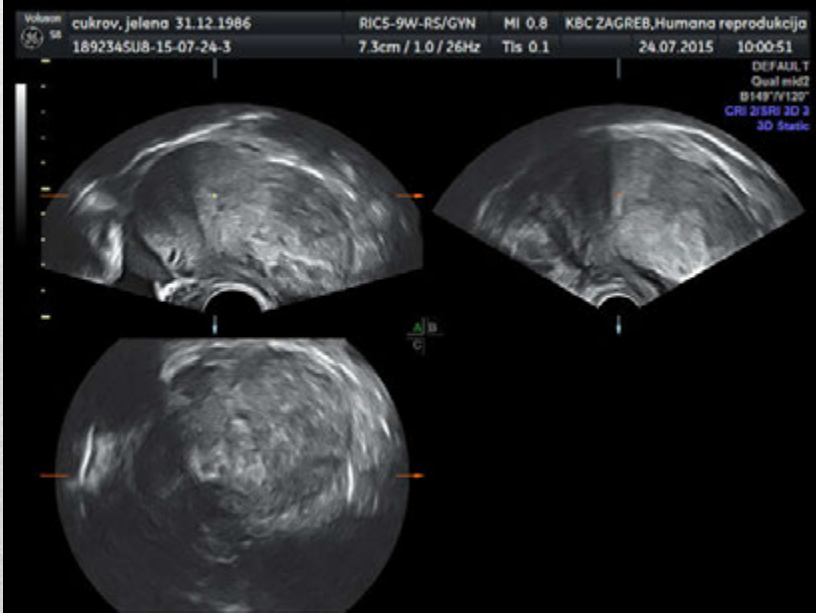 Voluson S8
cukrov, jelena 31.12.1986 RIC5-9W-RS/GYN MI 0.8 KBC ZAGREB,Humana reprodukcija
189234SU8-15-07-24-3 7.3cm / 1.0 / 26Hz TIs 0.1 24.07.2015 10:00:51
DEFAULT
Qual mid2
B149°/V120°
CRI 2/SRI 3D 3
3D Static
A B
C